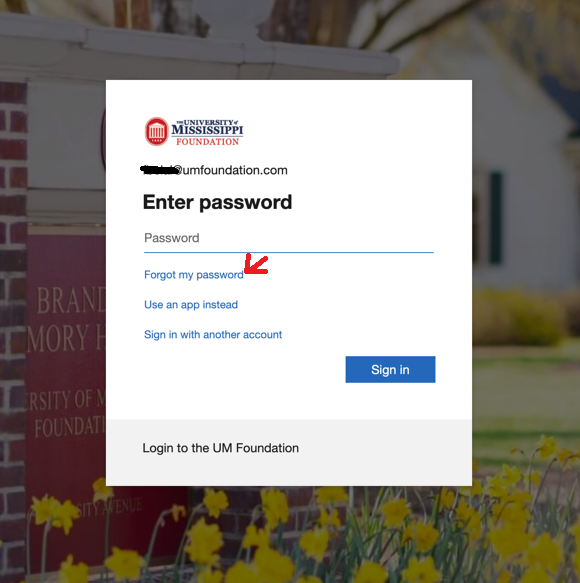 THE UNIVERSITY of
MISSISSIPPI
FOUNDATION
@umfoundation.com
Enter password
Password
Forgot my password
Use an app instead
Sign in with another account
Sign in
Login to the UM Foundation
BRAND
MORY H
RSITY OF M
FOUNDATI
SITY AVENUE